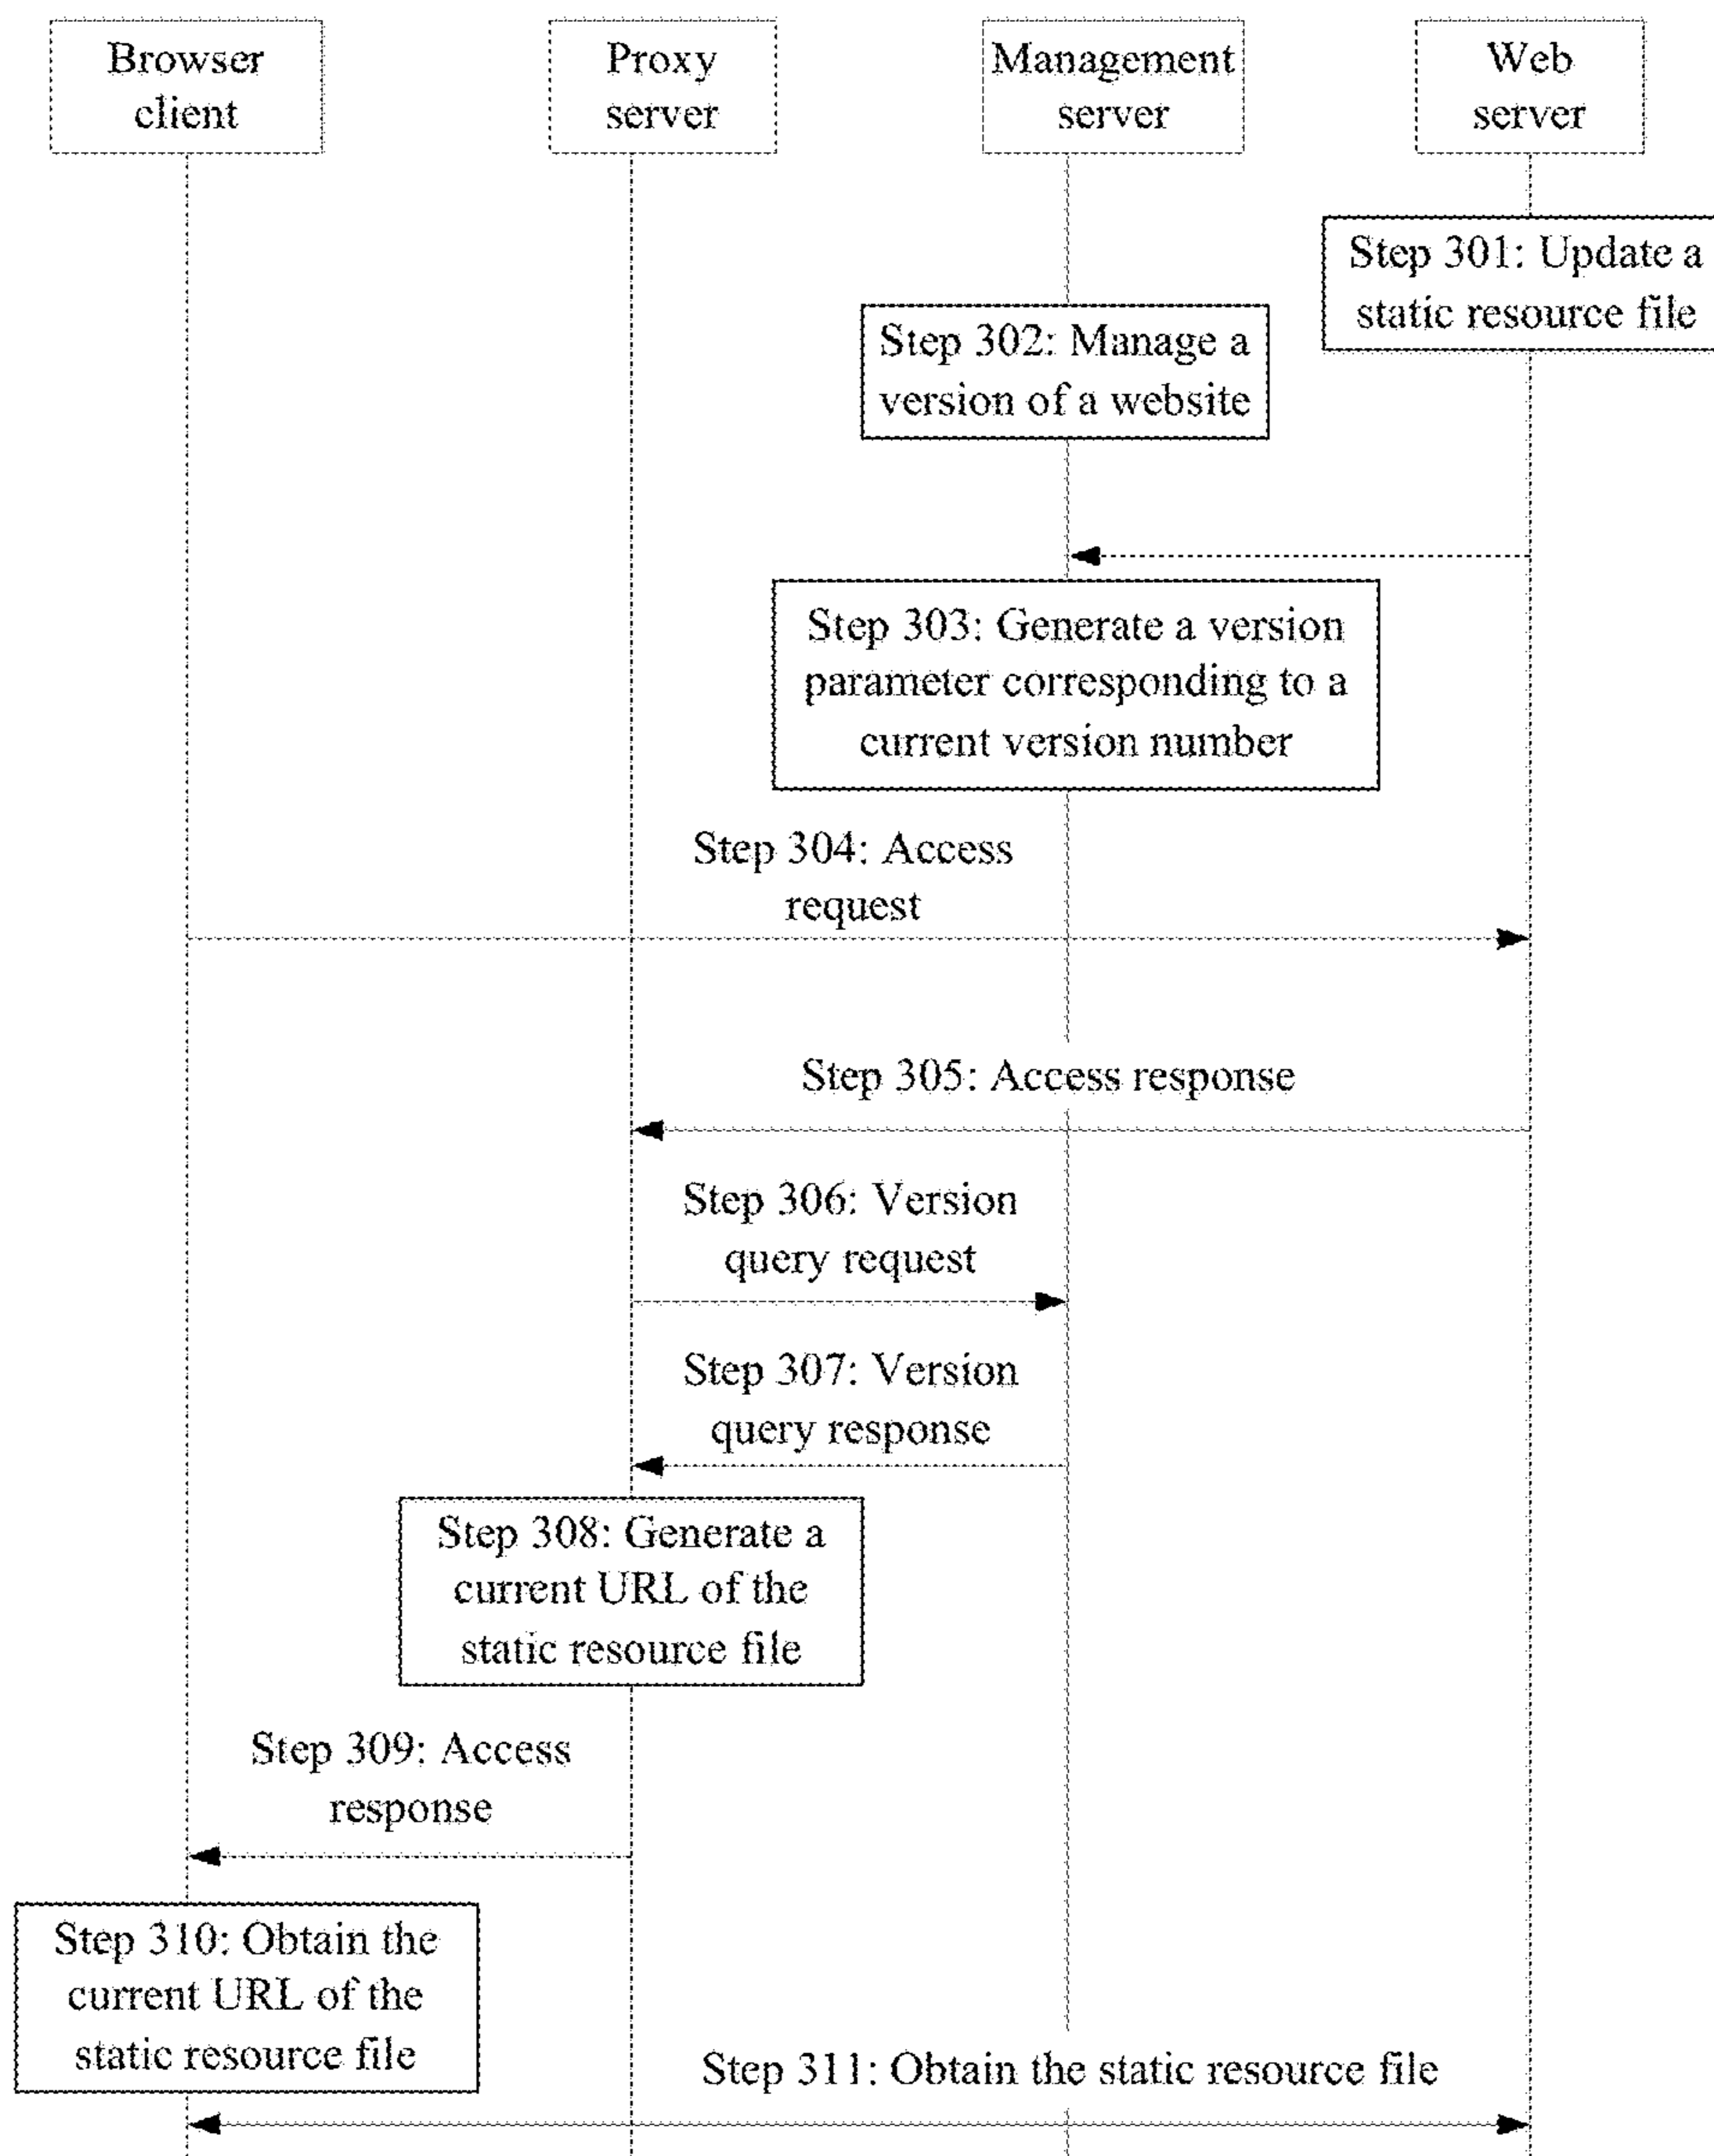 Browser
client
Proxy
server
Management
server
Web
server
Step 301: Update a
static resource file
Step 302: Manage a
version of a website
Step 303: Generate a version
parameter corresponding to a
current version number
Step 304: Access
request
Step 305: Access response
Step 306: Version
query request
Step 307: Version
query response
Step 308: Generate a
current URL of the
static resource file
Step 309: Access
response
Step 310: Obtain the
current URL of the
static resource file
Step 311: Obtain the static resource file